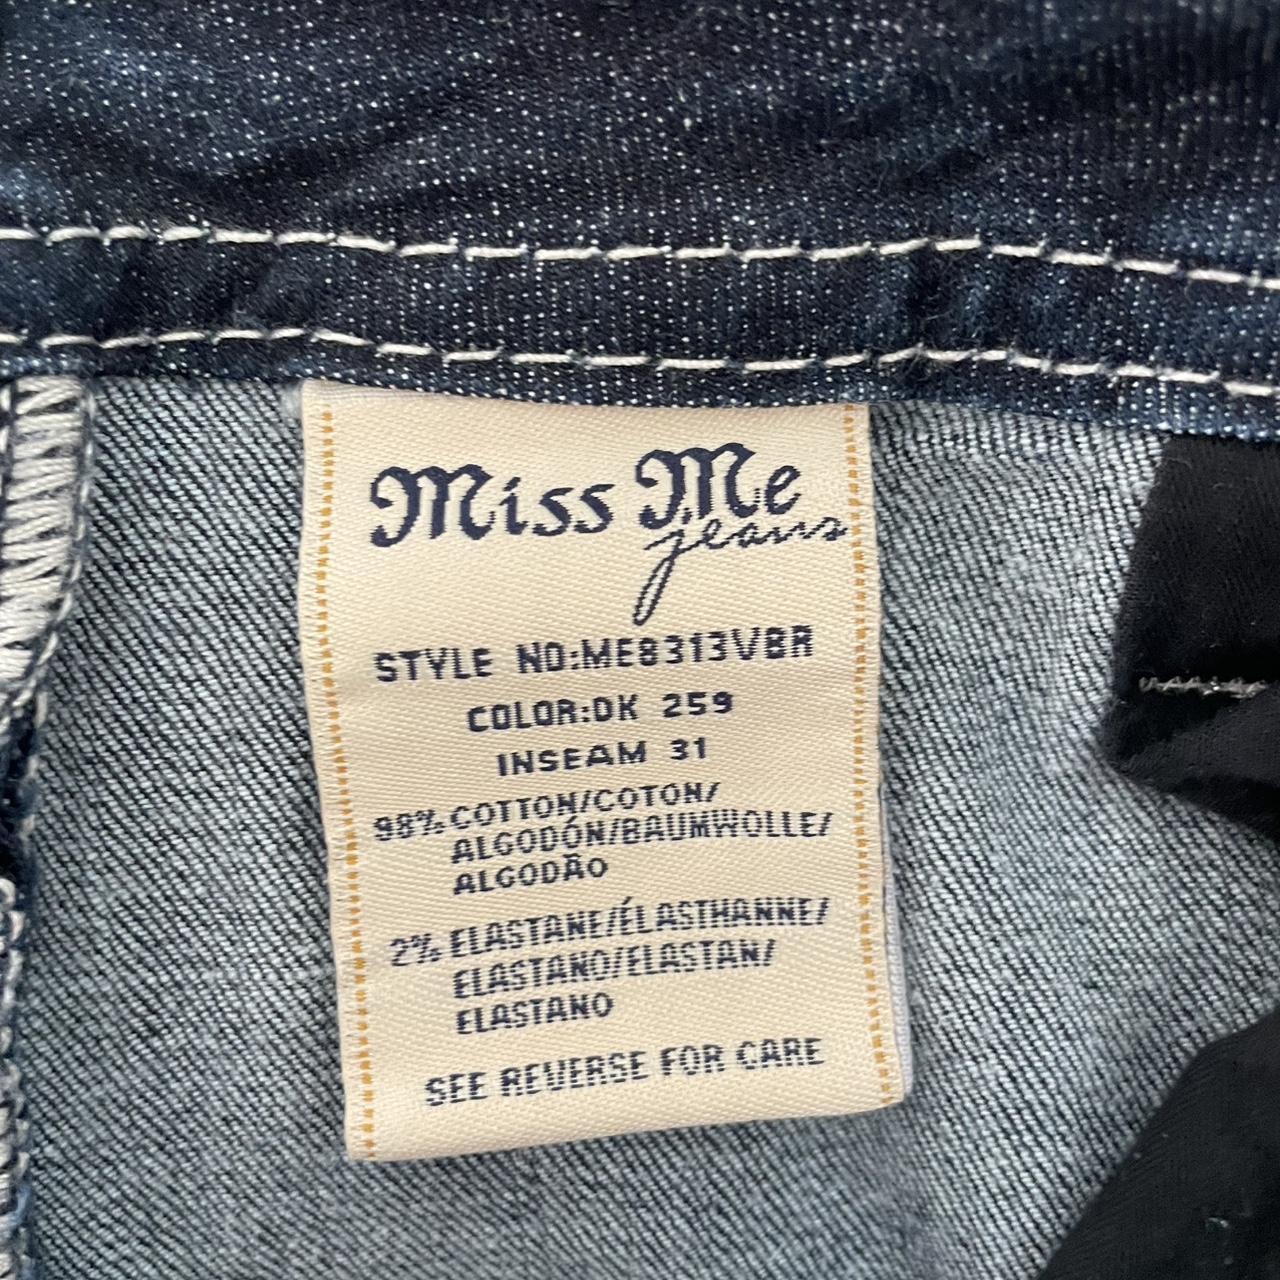 Miss Me
jeans
STYLE NO:ME8313VBR
COLOR:DK 259
INSEAM 31
98% COTTON/COTON/
ALGODÓN/BAUMWOLLE/
ALGODÃO
2% ELASTANE/ÉLASTHANNE/
ELASTANO/ELASTAN/
ELASTANO
SEE REVERSE FOR CARE